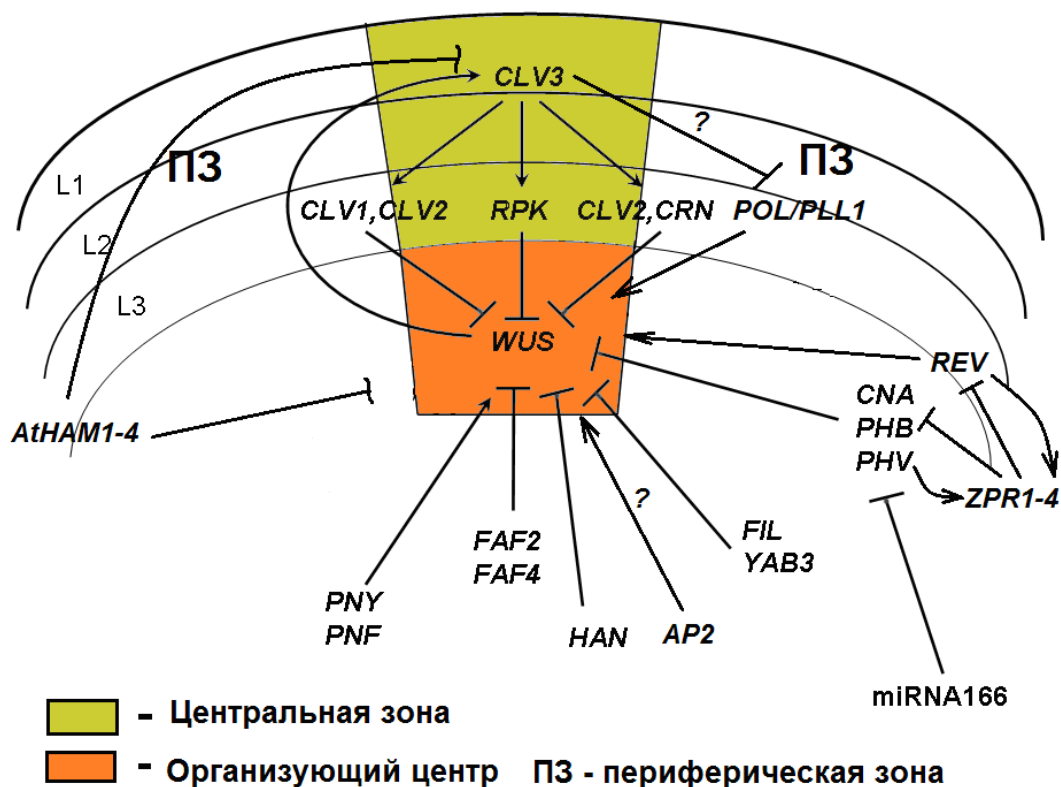 CLV3
?
ПЗ
ПЗ
L1
CLV1,CLV2
RPK
CLV2,CRN
POL/PLL1
L2
L3
WUS
REV
CNA
PHB
PHV
AtHAM1-4
ZPR1-4
?
FIL
YAB3
FAF2
FAF4
PNY
PNF
HAN
AP2
miRNA166
- Центральная зона
- Организующий центр
ПЗ - периферическая зона